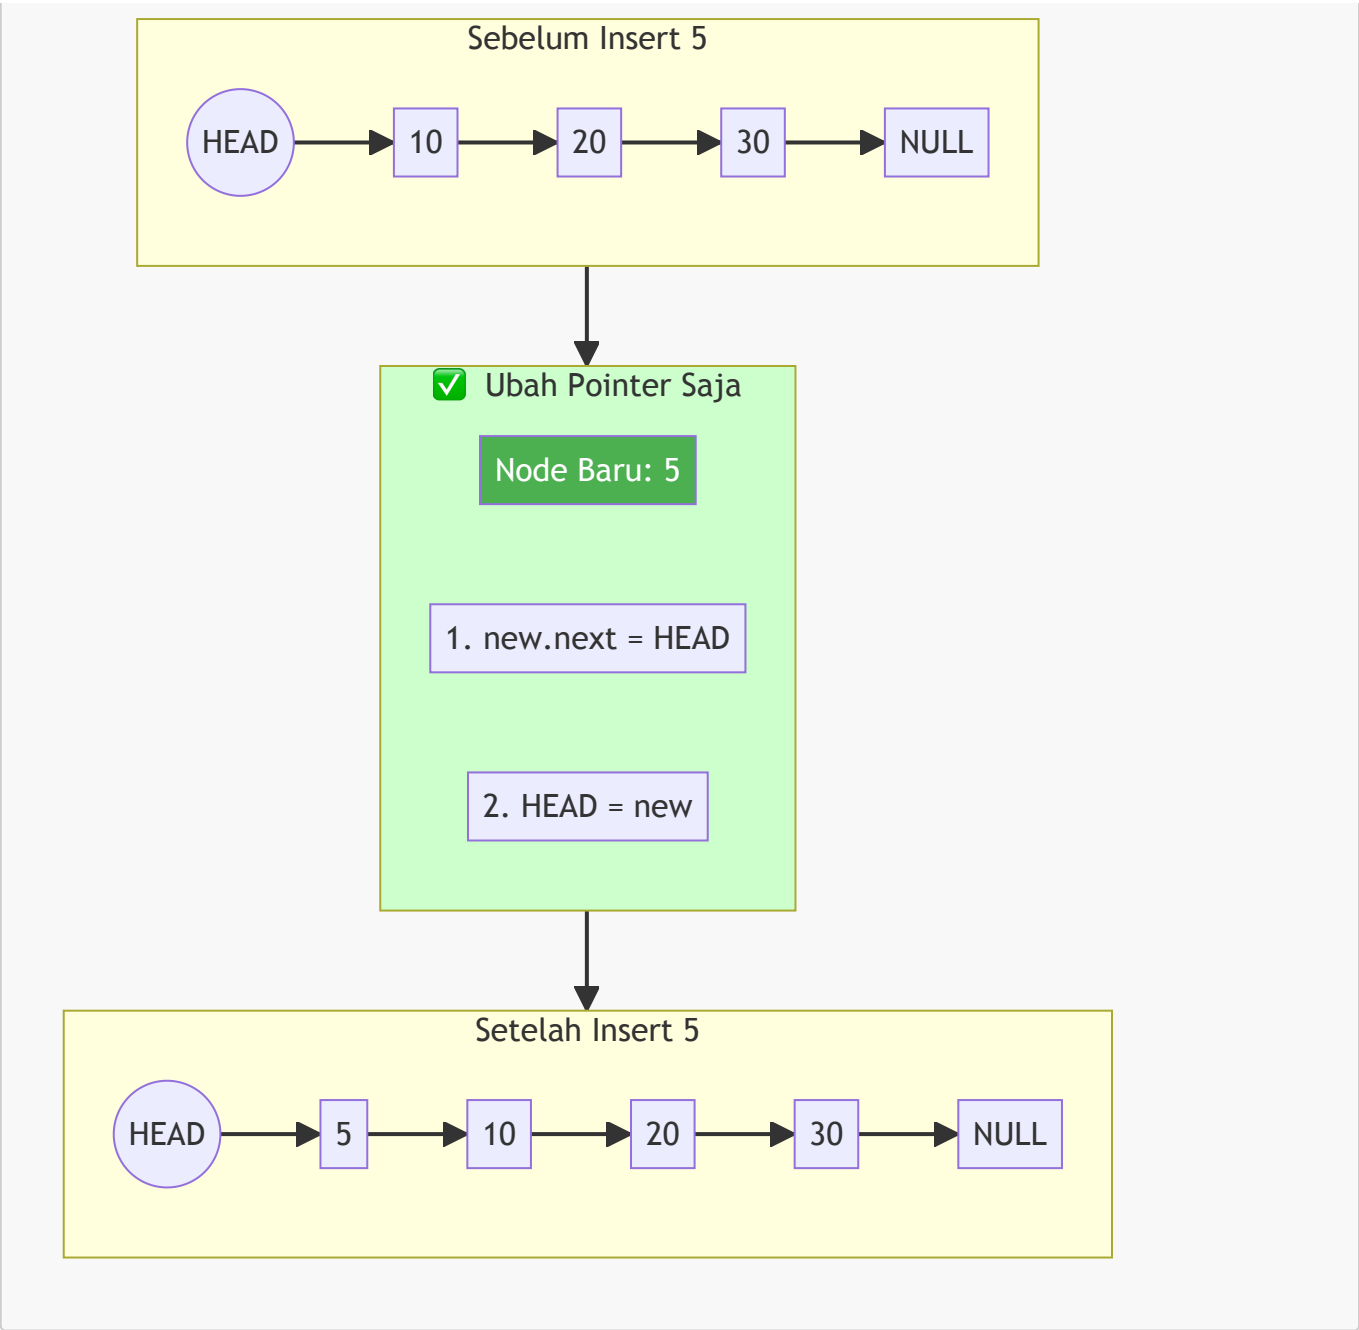 Sebelum Insert 5
HEAD 10 20 30 NULL
✅ Ubah Pointer Saja
Node Baru: 5
1. new.next = HEAD
2. HEAD = new
Setelah Insert 5
HEAD 5 10 20 30 NULL